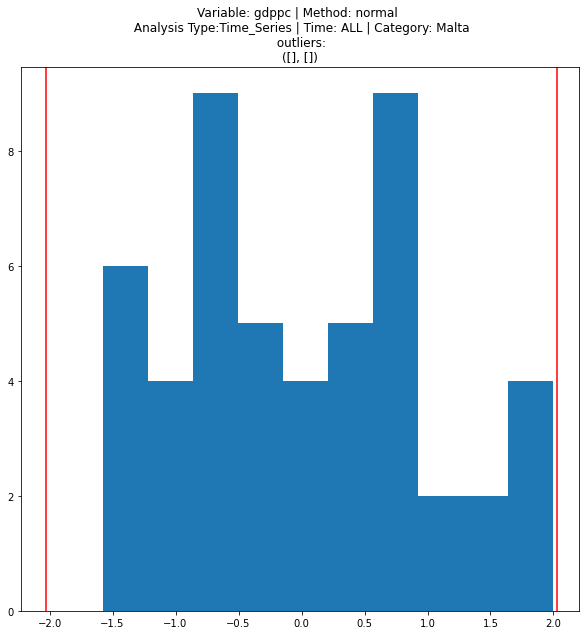 Variable: gdppc | Method: normal
Analysis Type:Time_Series | Time: ALL | Category: Malta
outliers:
([], [])
8
6
4
2
0
−2.0 −1.5 −1.0 −0.5 0.0 0.5 1.0 1.5 2.0